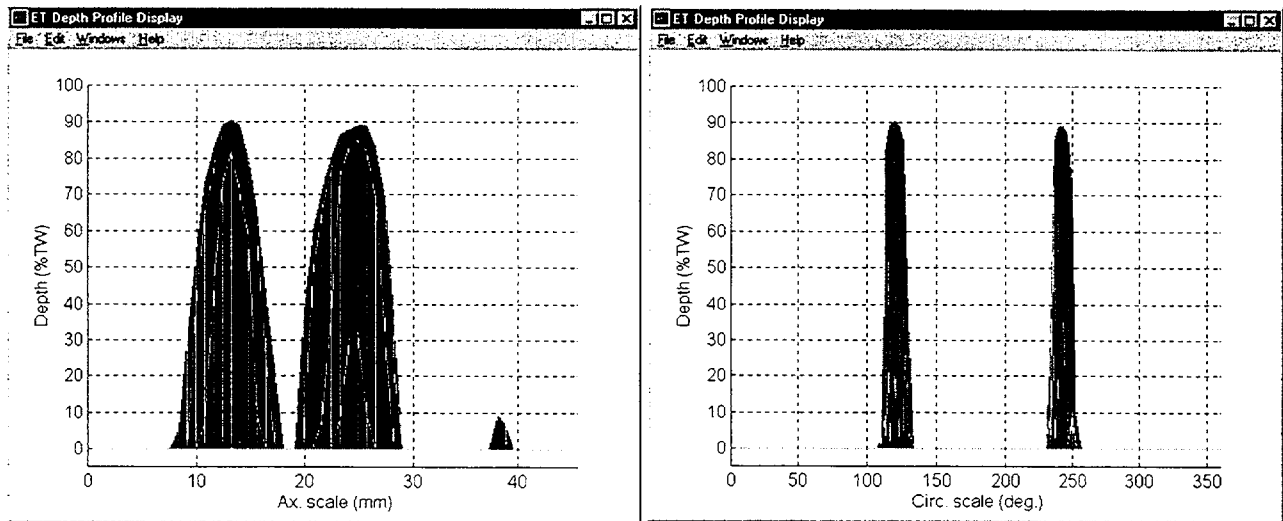 ET Depth Profile Display
File Edit Windows Help
100
90
80
70
60
50
40
30
20
10
0
Depth (%TW)
0 10 20 30 40
Ax. scale (mm)
ET Depth Profile Display
File Edit Windows Help
100
90
80
70
60
50
40
30
20
10
0
Depth (%TW)
0 50 100 150 200 250 300 350
Circ. scale (deg.)